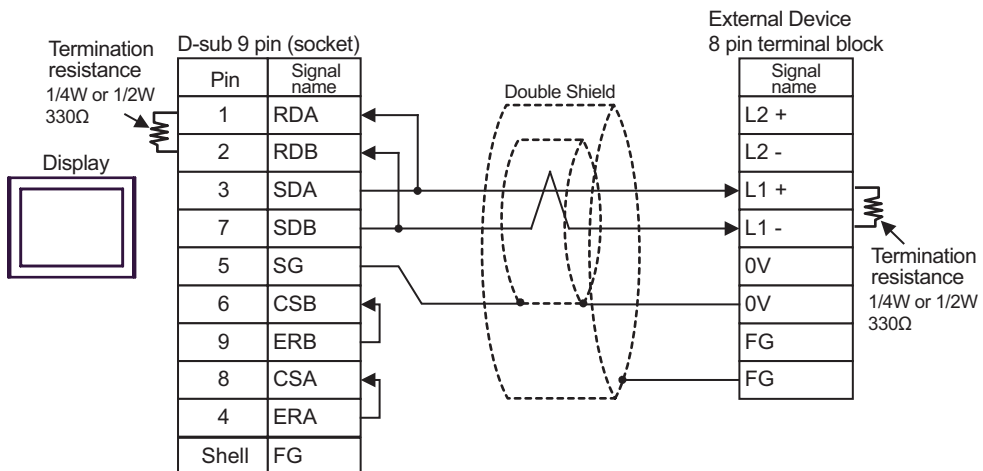 External Device
8 pin terminal block
D-sub 9 pin (socket)
Termination
resistance
1/4W or 1/2W
330Ω
Display
Pin Signal name
1 RDA
2 RDB
3 SDA
7 SDB
5 SG
6 CSB
9 ERB
8 CSA
4 ERA
Shell FG
Double Shield
Signal
name
L2 +
L2 -
L1 +
L1 -
0V
0V
FG
FG
Termination
resistance
1/4W or 1/2W
330Ω